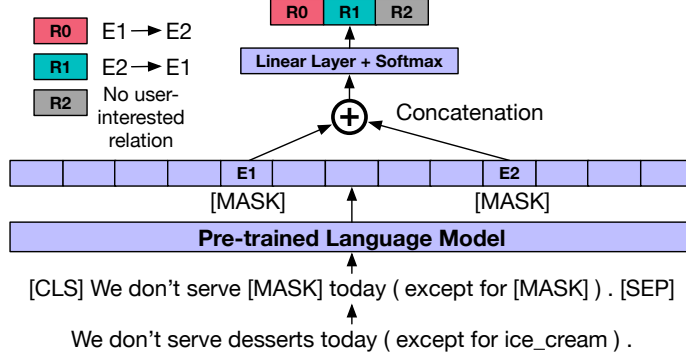 R0 R1 R2
R0 E1 → E2
R1 E2 → E1
R2 No user-
interested
relation
Linear Layer + Softmax
+
Concatenation
E1 E2
[MASK] [MASK]
Pre-trained Language Model
[CLS] We don't serve [MASK] today ( except for [MASK] ) . [SEP]
We don't serve desserts today ( except for ice_cream ) .